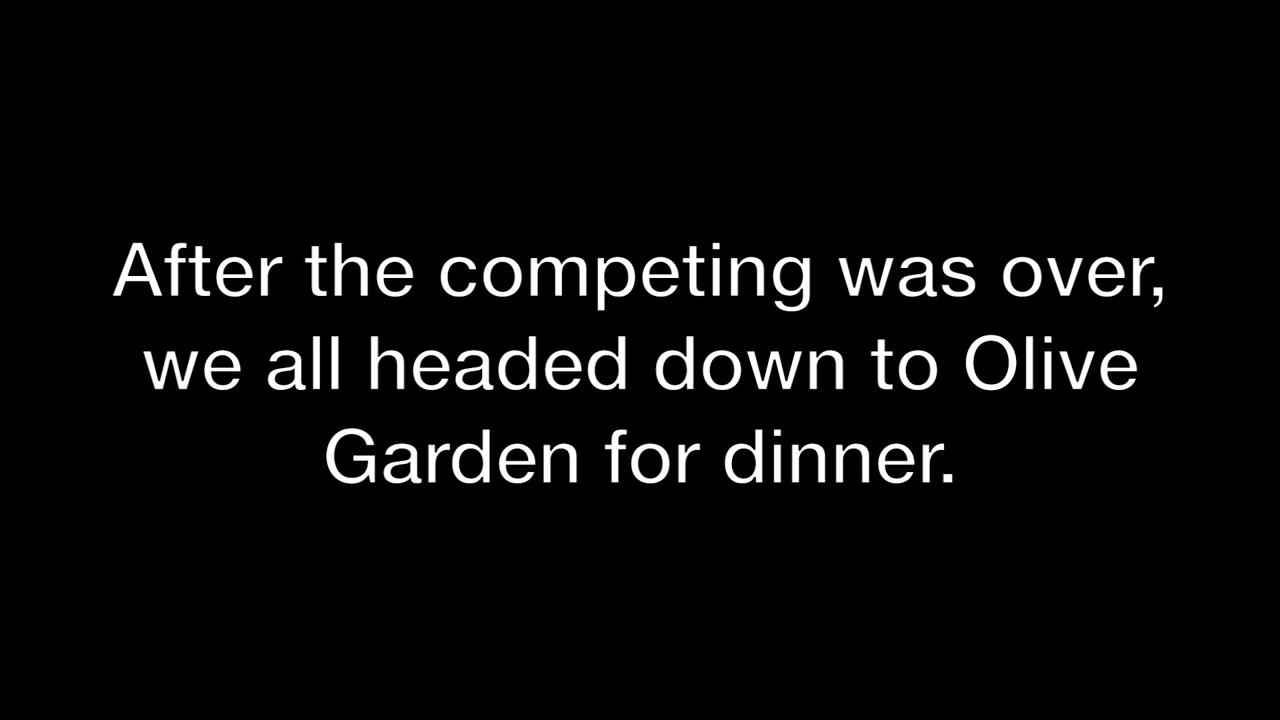 After the competing was over,
we all headed down to Olive
Garden for dinner.